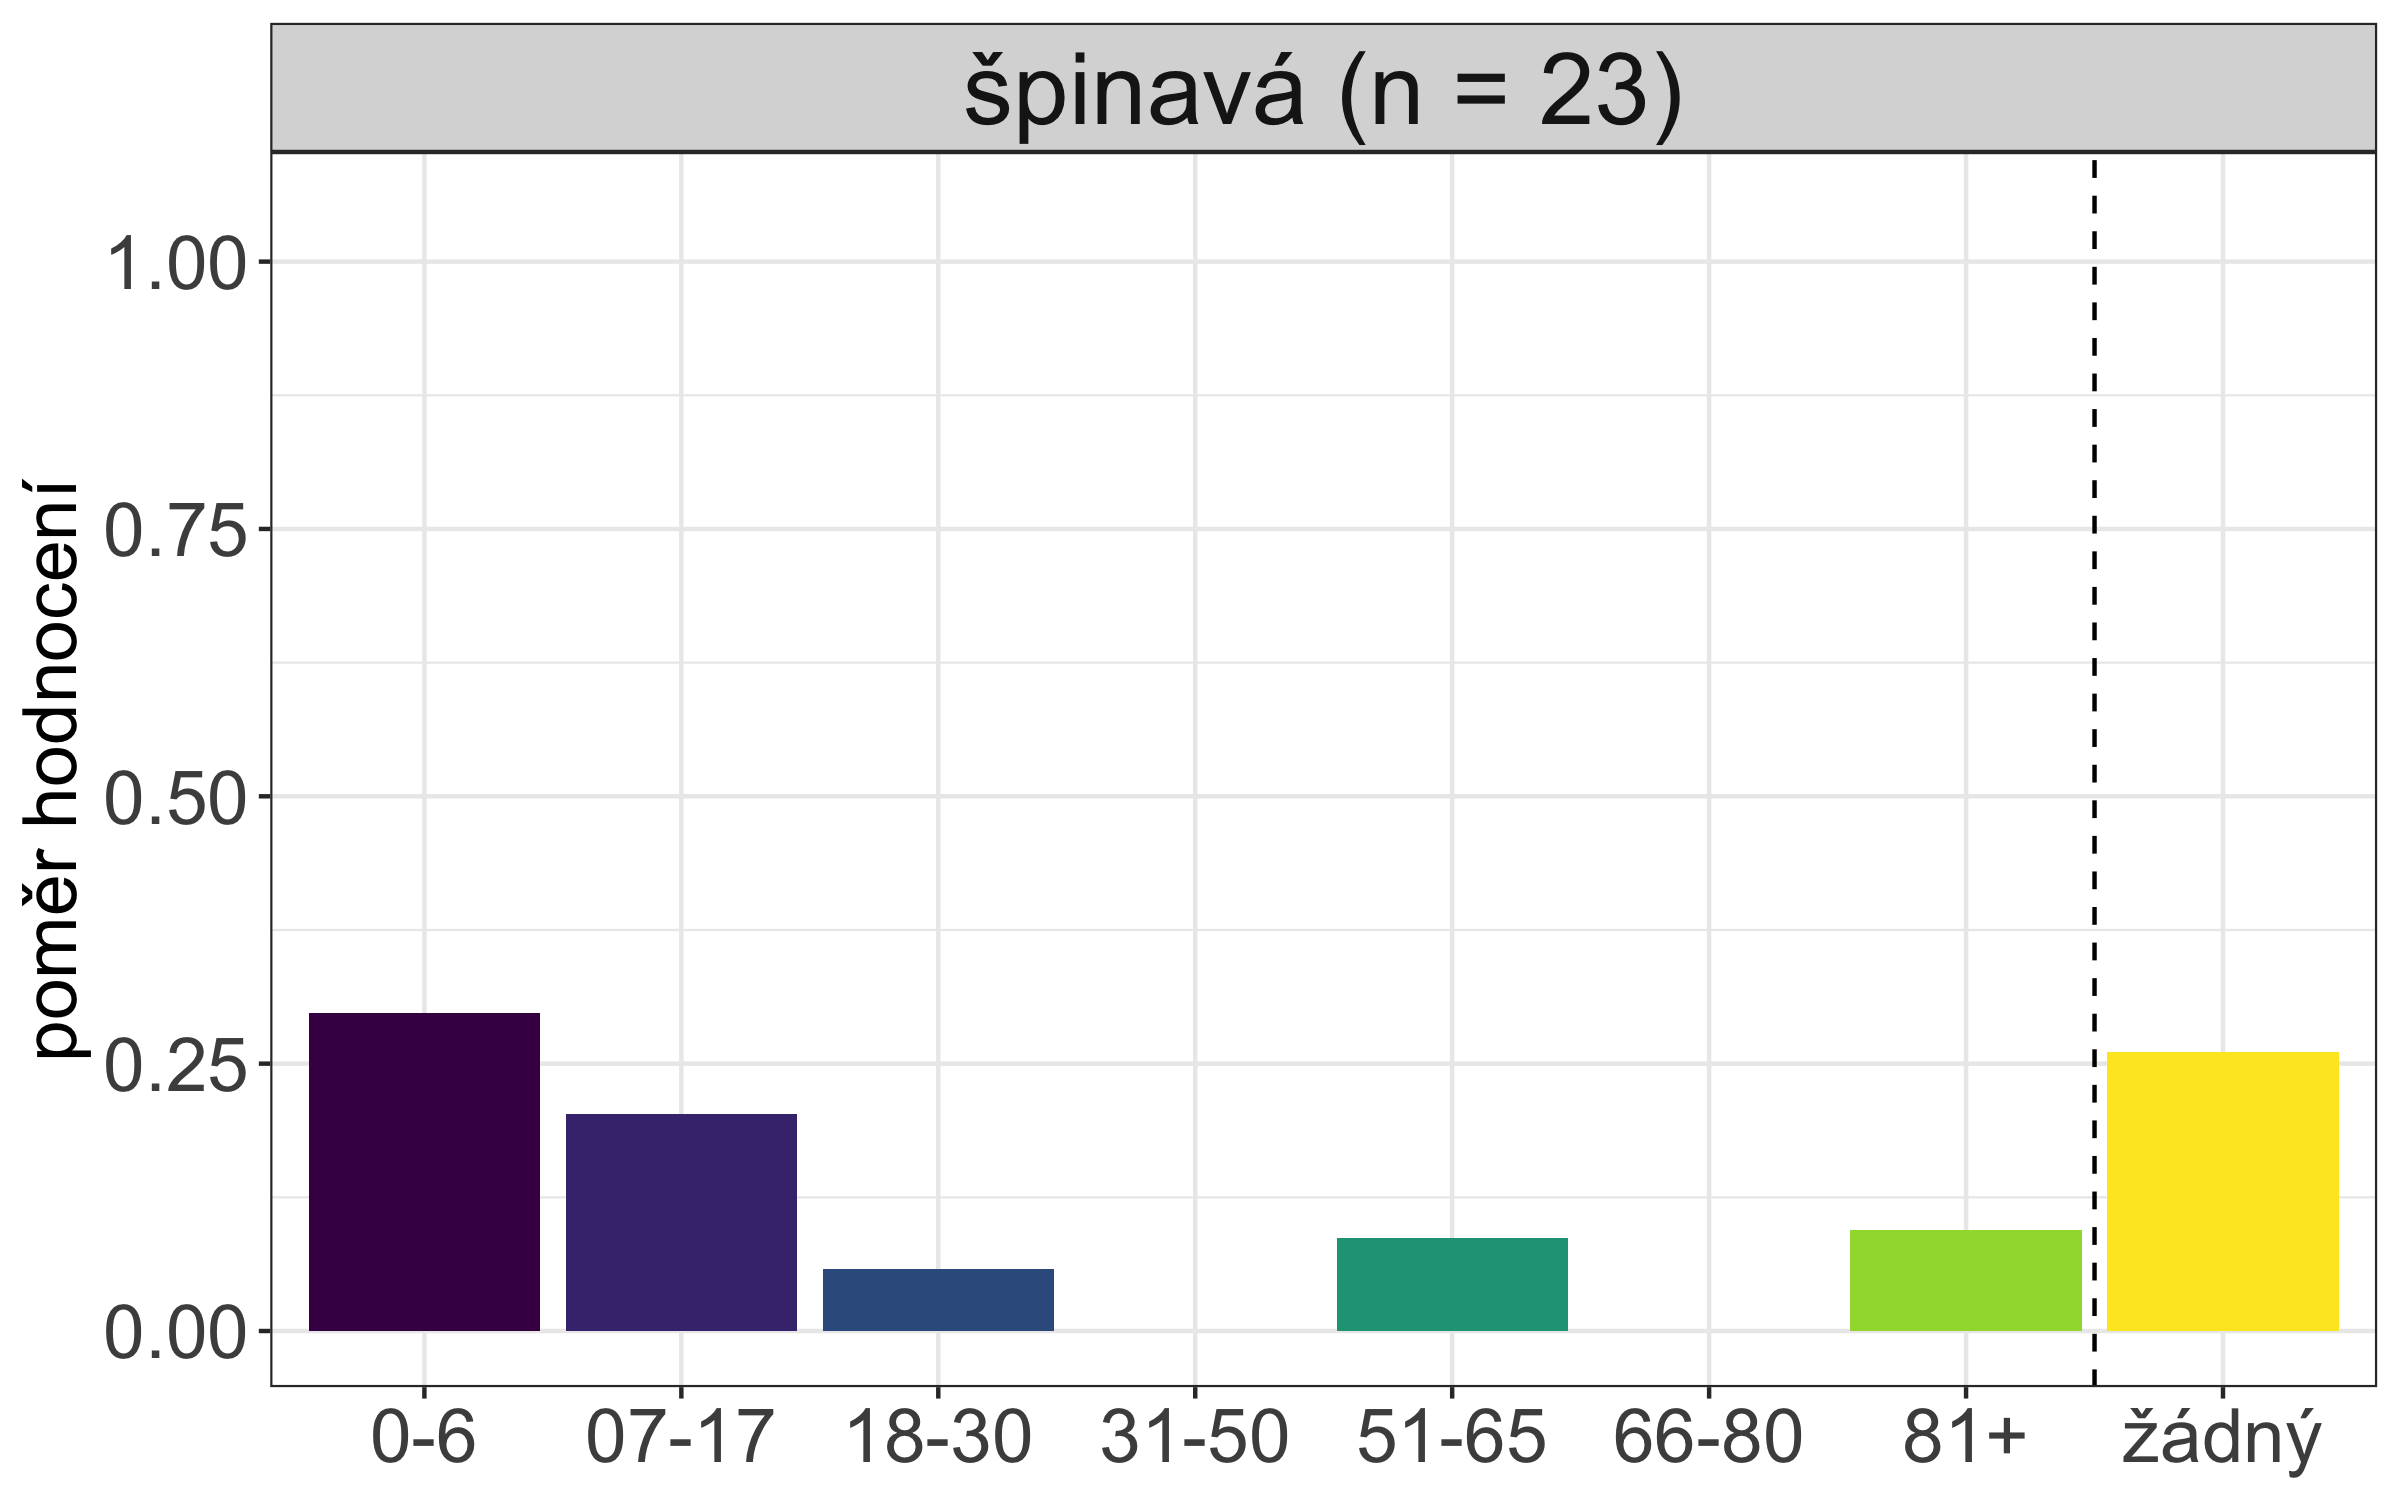 špinavá (n = 23)
poměr hodnocení
1.00
0.75
0.50
0.25
0.00
0-6 07-17 18-30 31-50 51-65 66-80 81+ žádný